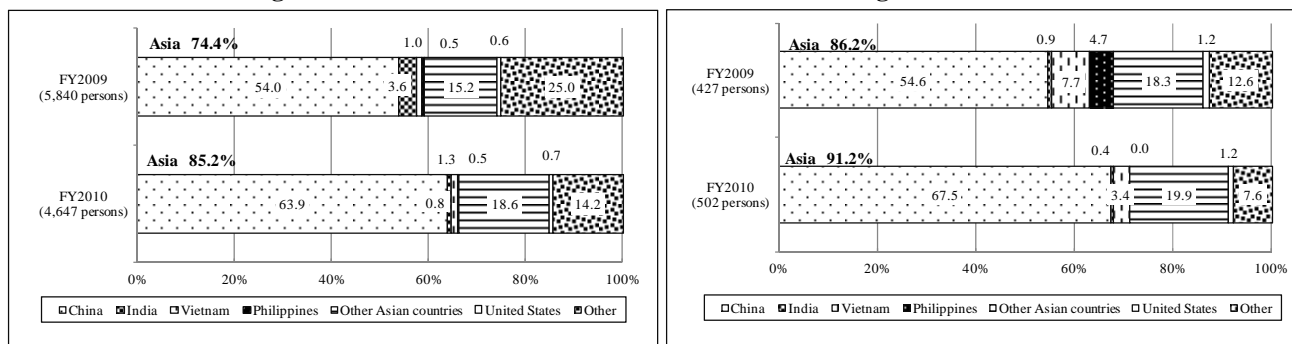 Asia 74.4%
1.0 0.5 0.6
FY2009
(5,840 persons)
54.0 3.6 15.2 25.0
Asia 85.2%
1.3 0.5 0.7
FY2010
(4,647 persons)
63.9 0.8 18.6 14.2
0% 20% 40% 60% 80% 100%
China India Vietnam Philippines Other Asian countries United States Other
Asia 86.2%
0.9 4.7 1.2
FY2009
(427 persons)
54.6 7.7 18.3 12.6
Asia 91.2%
0.4 0.0 1.2
FY2010
(502 persons)
67.5 3.4 19.9 7.6
0% 20% 40% 60% 80% 100%
China India Vietnam Philippines Other Asian countries United States Other